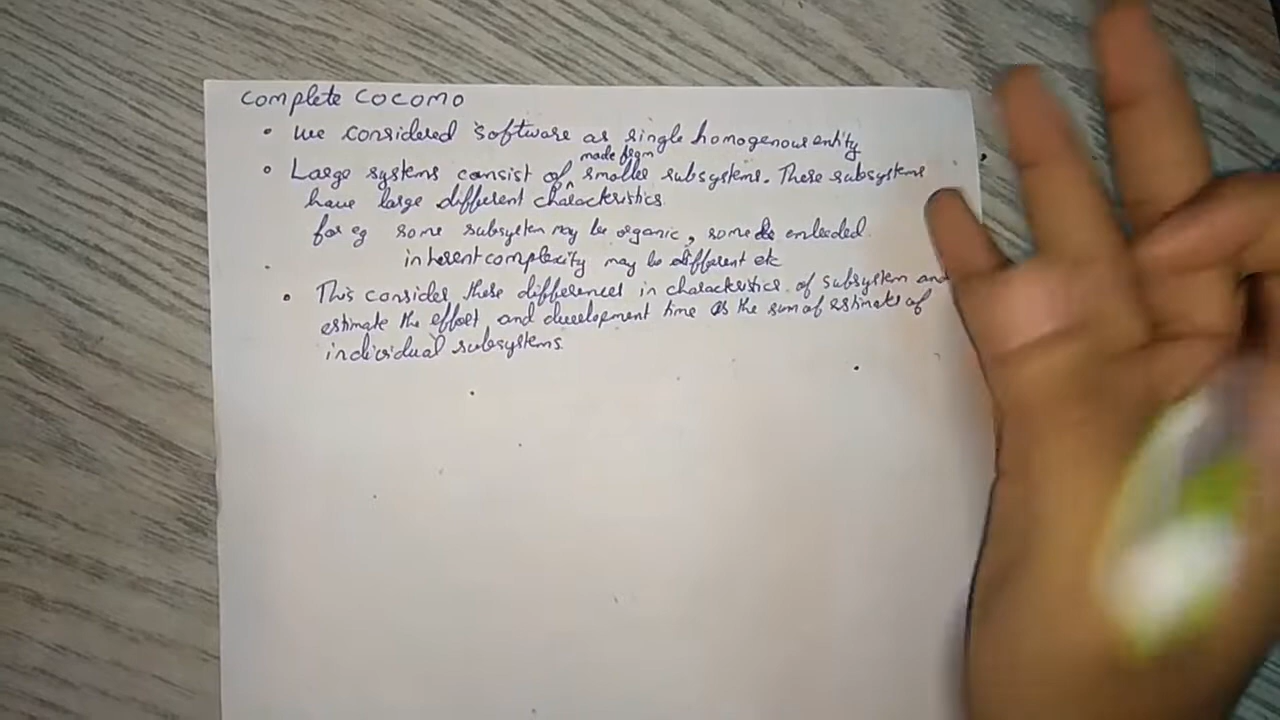 Complete COCOMO
• we considered software as single homogenous entity
• Large systems consist of made from smaller subsystems. These subsystems
have large different characteristics
for eg some subsystem may be organic, some be embedded
inherent complexity may be different etc
• This consider these differences in characteristics of subsystem and
estimate the effort and development time as the sum of estimates of
individual subsystems